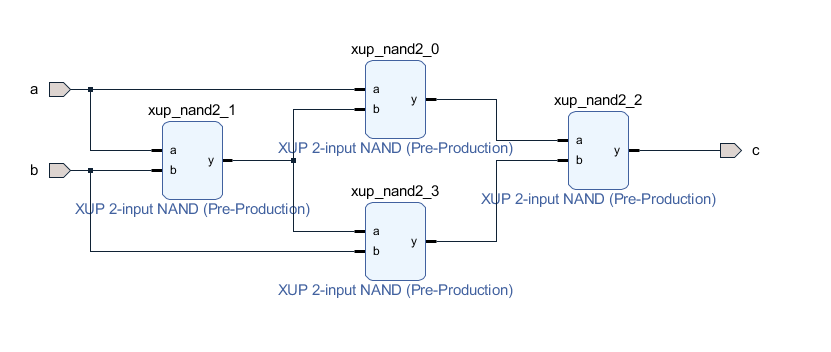 xup_nand2_0
a
a
b
y
xup_nand2_1
XUP 2-input NAND (Pre-Production)
a
b
y
b
XUP 2-input NAND (Pre-Production)
xup_nand2_2
a
b
y
c
XUP 2-input NAND (Pre-Production)
xup_nand2_3
a
b
y
XUP 2-input NAND (Pre-Production)